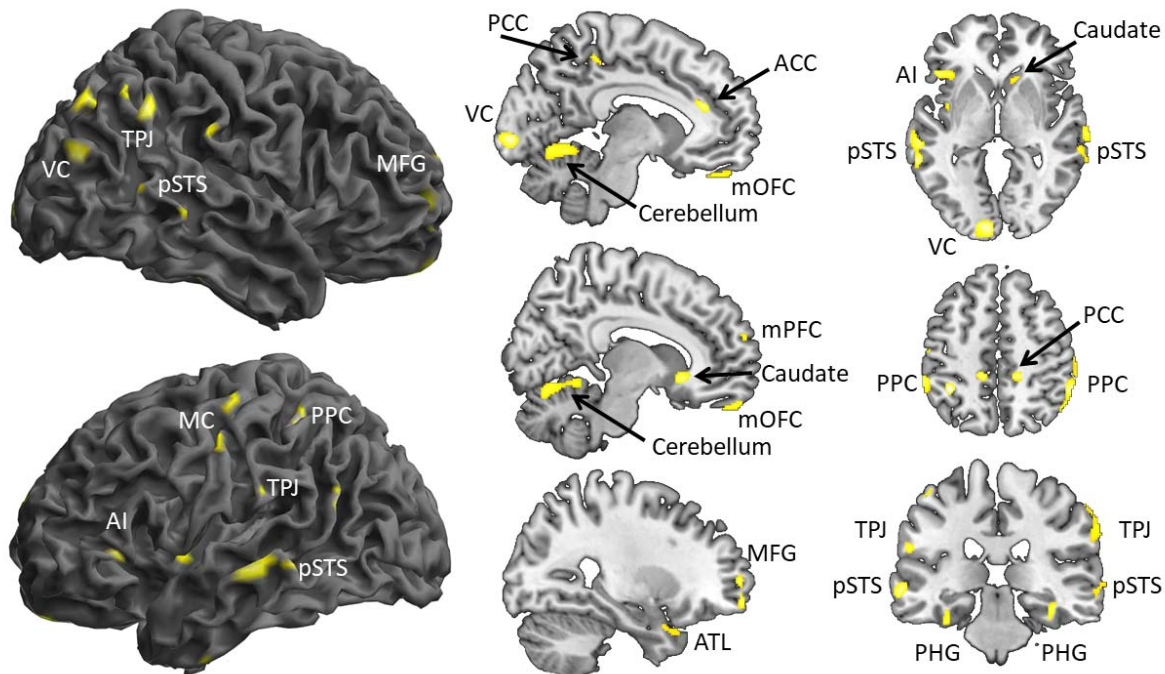 TPJ
VC
pSTS
MFG
MC
PPC
TPJ
AI
pSTS
PCC
ACC
VC
mOFC
Cerebellum
mPFC
Caudate
mOFC
Cerebellum
MFG
ATL
Caudate
AI
pSTS
pSTS
VC
PCC
PPC
PPC
TPJ
TPJ
pSTS
pSTS
PHG
PHG